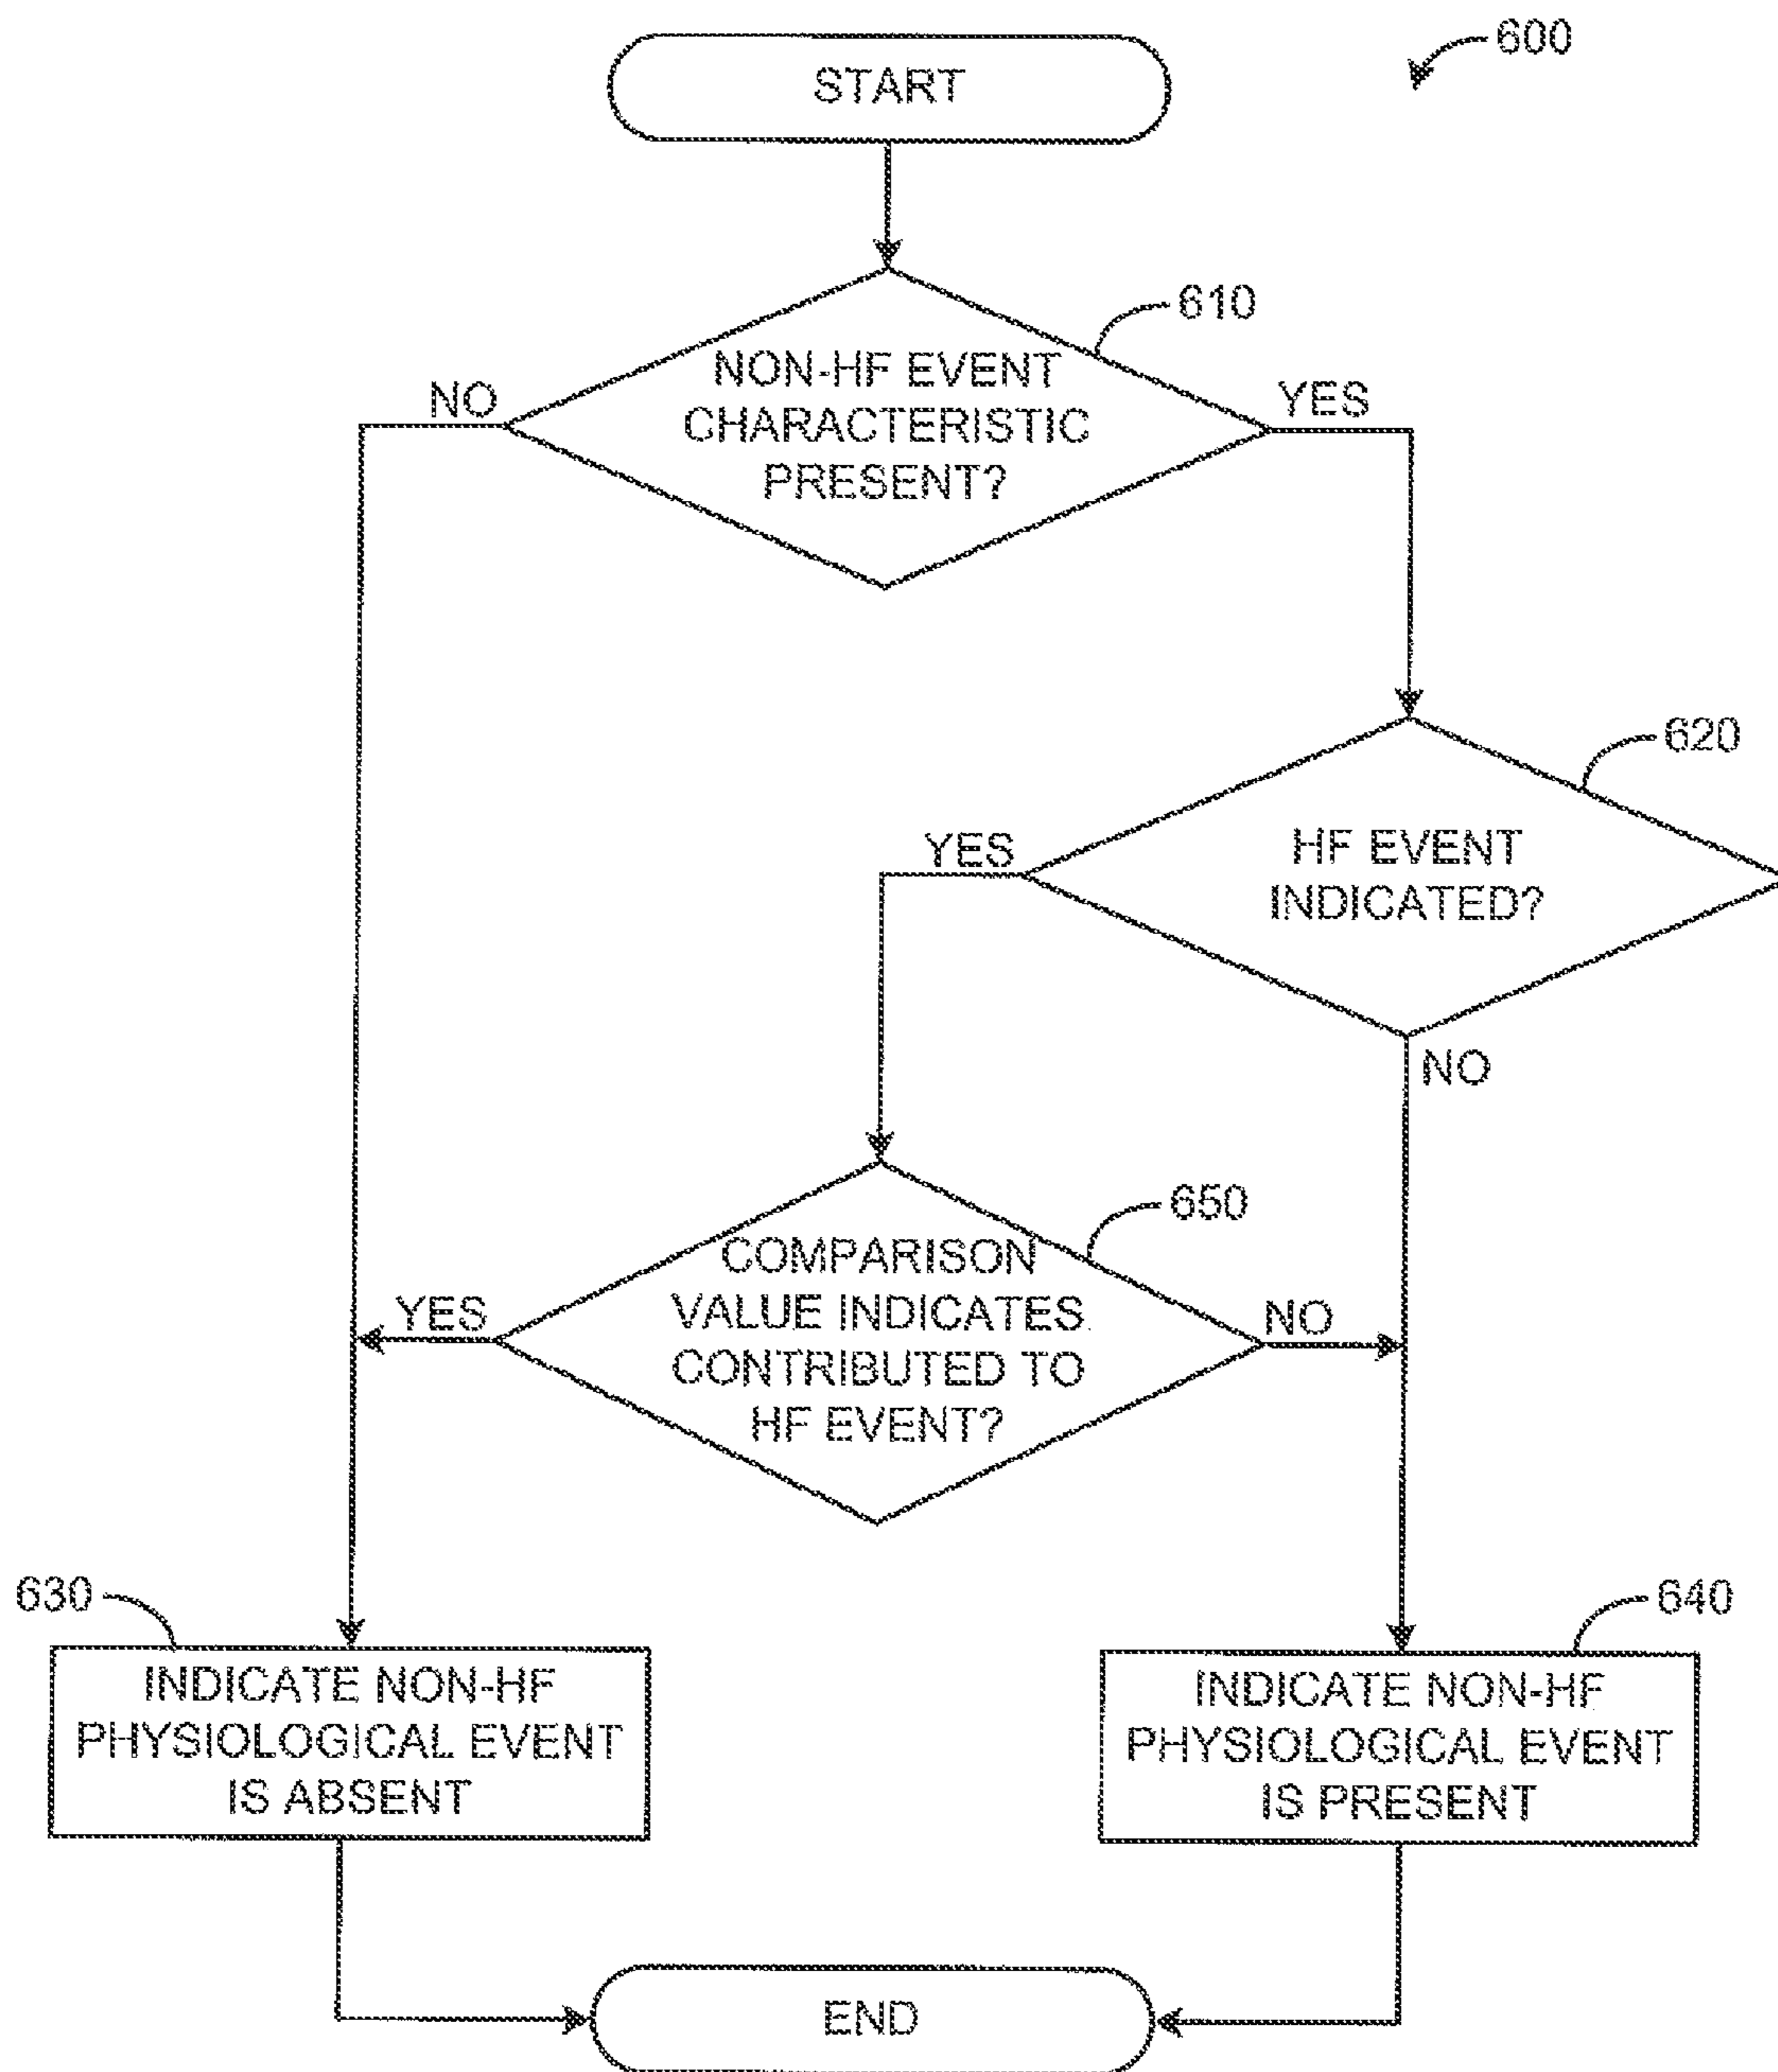 600
START
610
NON-HF EVENT
CHARACTERISTIC
PRESENT?
NO
YES
620
HF EVENT
INDICATED?
YES
NO
650
COMPARISON
VALUE INDICATES
CONTRIBUTED TO
HF EVENT?
YES
NO
630
INDICATE NON-HF
PHYSIOLOGICAL EVENT
IS ABSENT
640
INDICATE NON-HF
PHYSIOLOGICAL EVENT
IS PRESENT
END